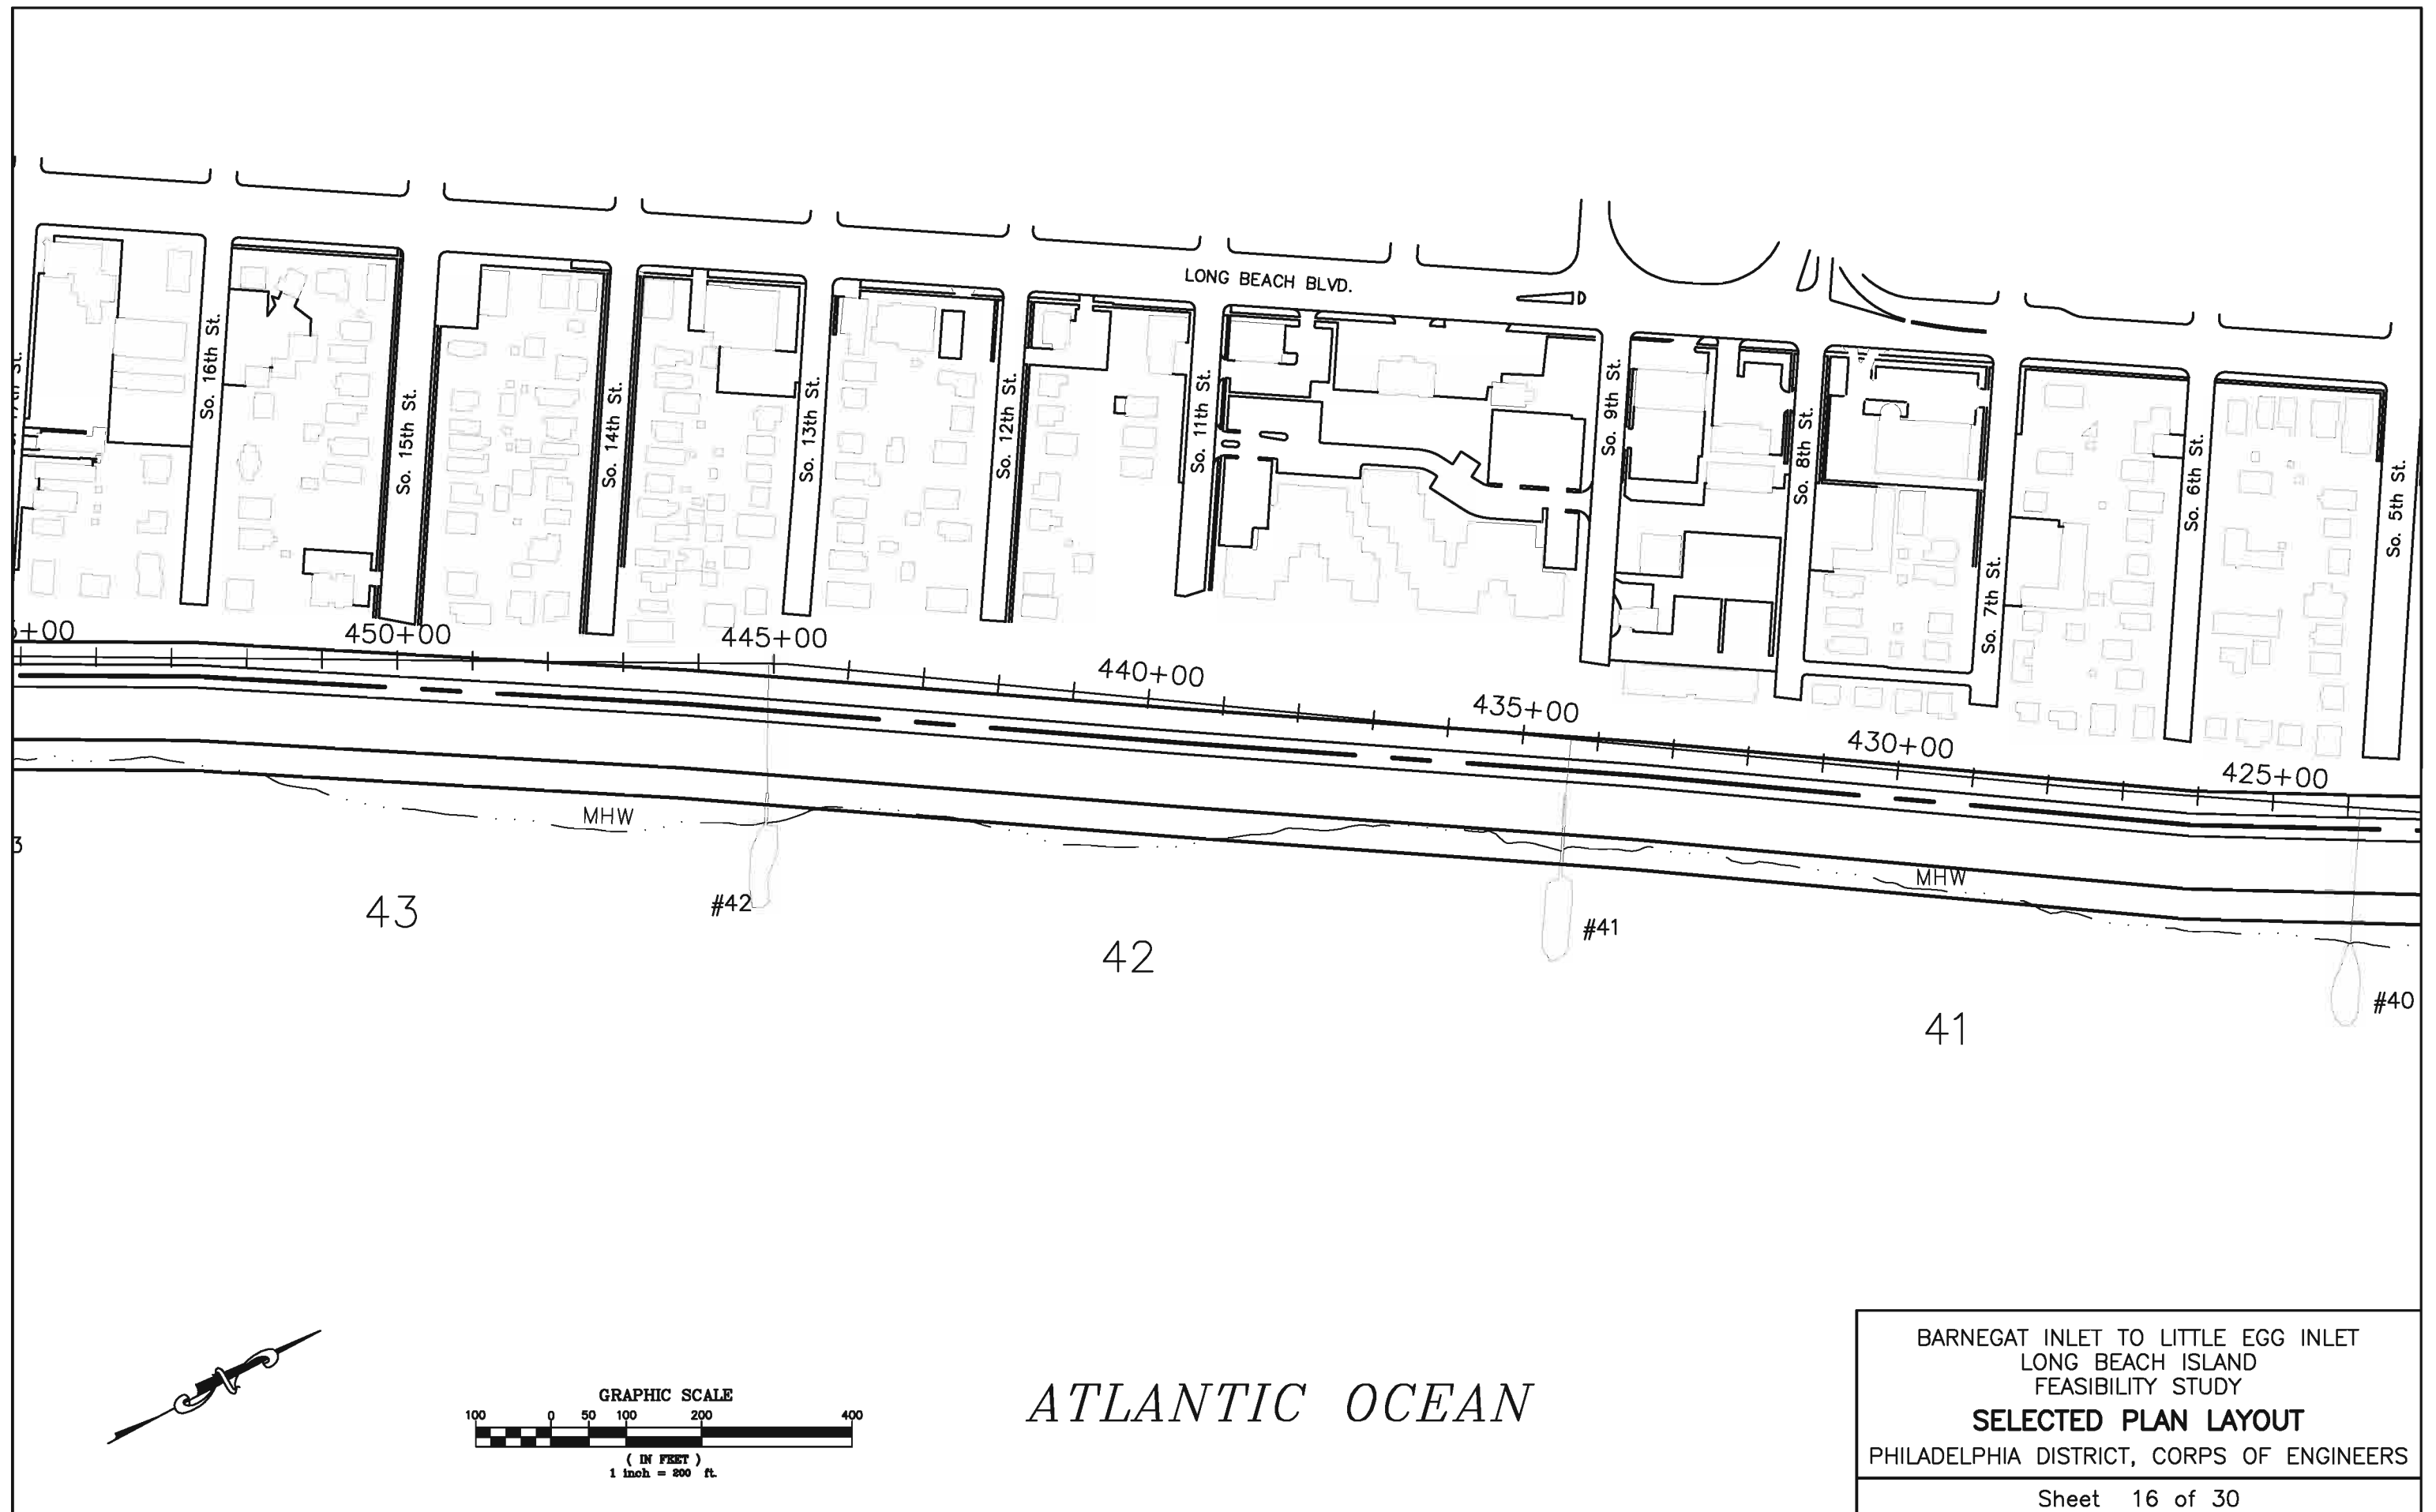 LONG BEACH BLVD.
So. 16th St.
So. 15th St.
So. 14th St.
So. 13th St.
So. 12th St.
So. 11th St.
So. 9th St.
So. 8th St.
So. 7th St.
So. 6th St.
So. 5th St.
450+00
445+00
440+00
435+00
430+00
425+00
MHW
MHW
43
#42
42
#41
41
#40
GRAPHIC SCALE
100 0 50 100 200 400
( IN FEET )
1 inch = 200 ft.
ATLANTIC OCEAN
BARNEGAT INLET TO LITTLE EGG INLET
LONG BEACH ISLAND
FEASIBILITY STUDY
SELECTED PLAN LAYOUT
PHILADELPHIA DISTRICT, CORPS OF ENGINEERS
Sheet 16 of 30